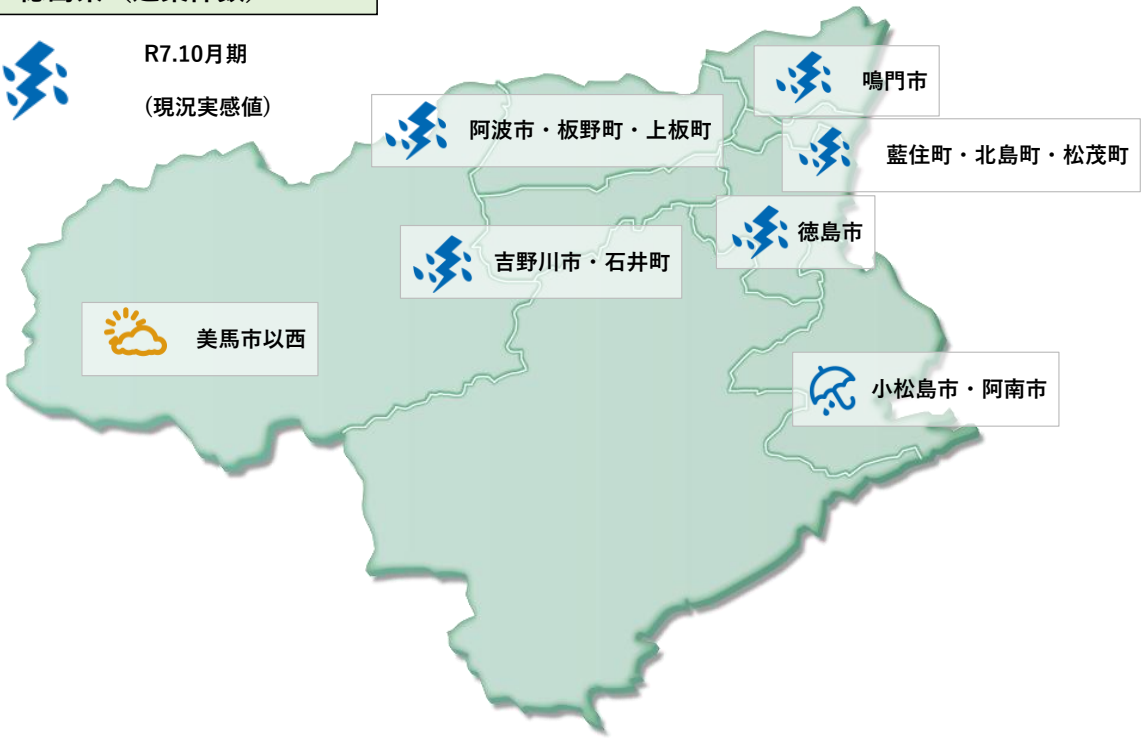 R7.10月期
(現況実感値)
鳴門市
阿波市・板野町・上板町
藍住町・北島町・松茂町
徳島市
吉野川市・石井町
美馬市以西
小松島市・阿南市